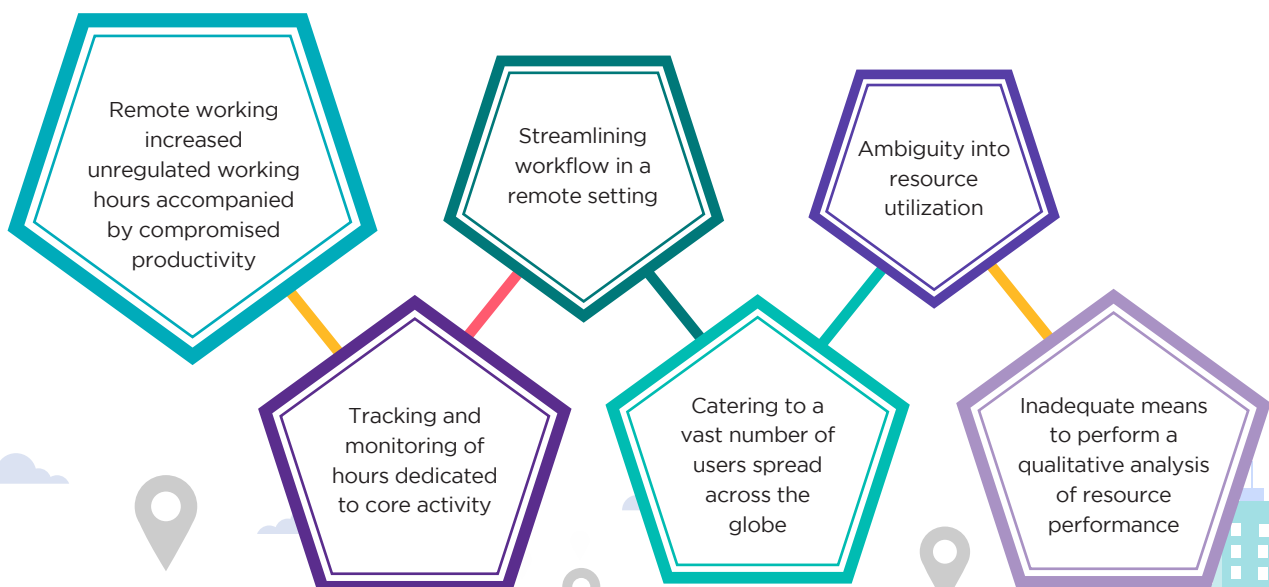 Remote working
increased
unregulated working
hours accompanied
by compromised
productivity
Tracking and
monitoring of
hours dedicated
to core activity
Streamlining
workflow in a
remote setting
Catering to a
vast number of
users spread
across the
globe
Ambiguity into
resource
utilization
Inadequate means
to perform a
qualitative analysis
of resource
performance